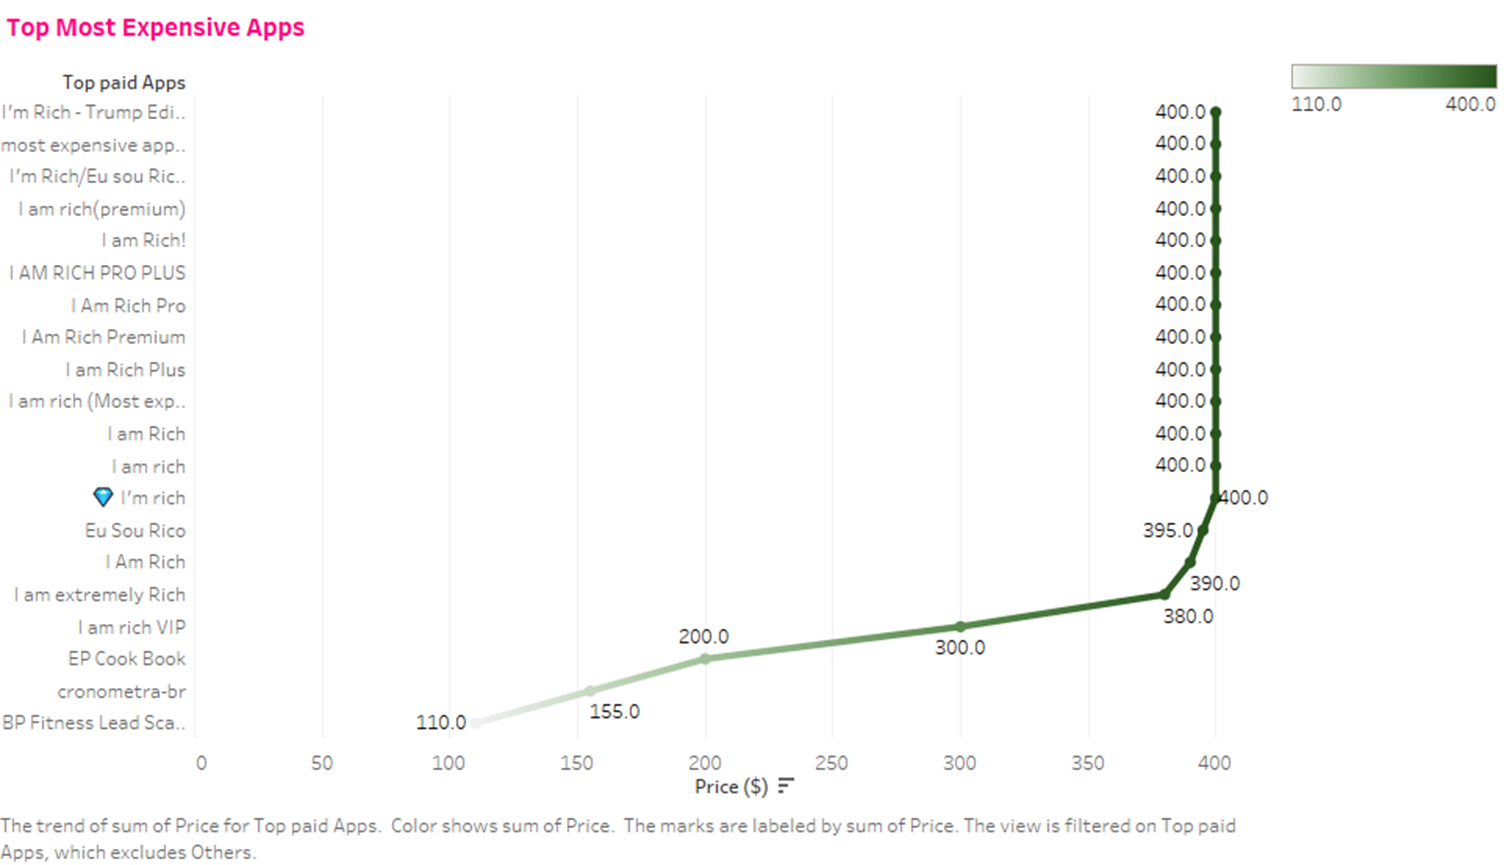 Top Most Expensive Apps
Top paid Apps
110.0 400.0
I'm Rich - Trump Edi.. 400.0
most expensive app.. 400.0
I'm Rich/Eu sou Ric.. 400.0
I am rich(premium) 400.0
I am Rich! 400.0
I AM RICH PRO PLUS 400.0
I Am Rich Pro 400.0
I Am Rich Premium 400.0
I am Rich Plus 400.0
I am rich (Most exp.. 400.0
I am Rich 400.0
I am rich 400.0
💎 I'm rich 400.0
Eu Sou Rico 395.0
I Am Rich 390.0
I am extremely Rich 380.0
I am rich VIP 300.0
EP Cook Book 200.0
cronometra-br 155.0
BP Fitness Lead Sca.. 110.0
0 50 100 150 200 250 300 350 400
Price ($)
The trend of sum of Price for Top paid Apps. Color shows sum of Price. The marks are labeled by sum of Price. The view is filtered on Top paid
Apps, which excludes Others.